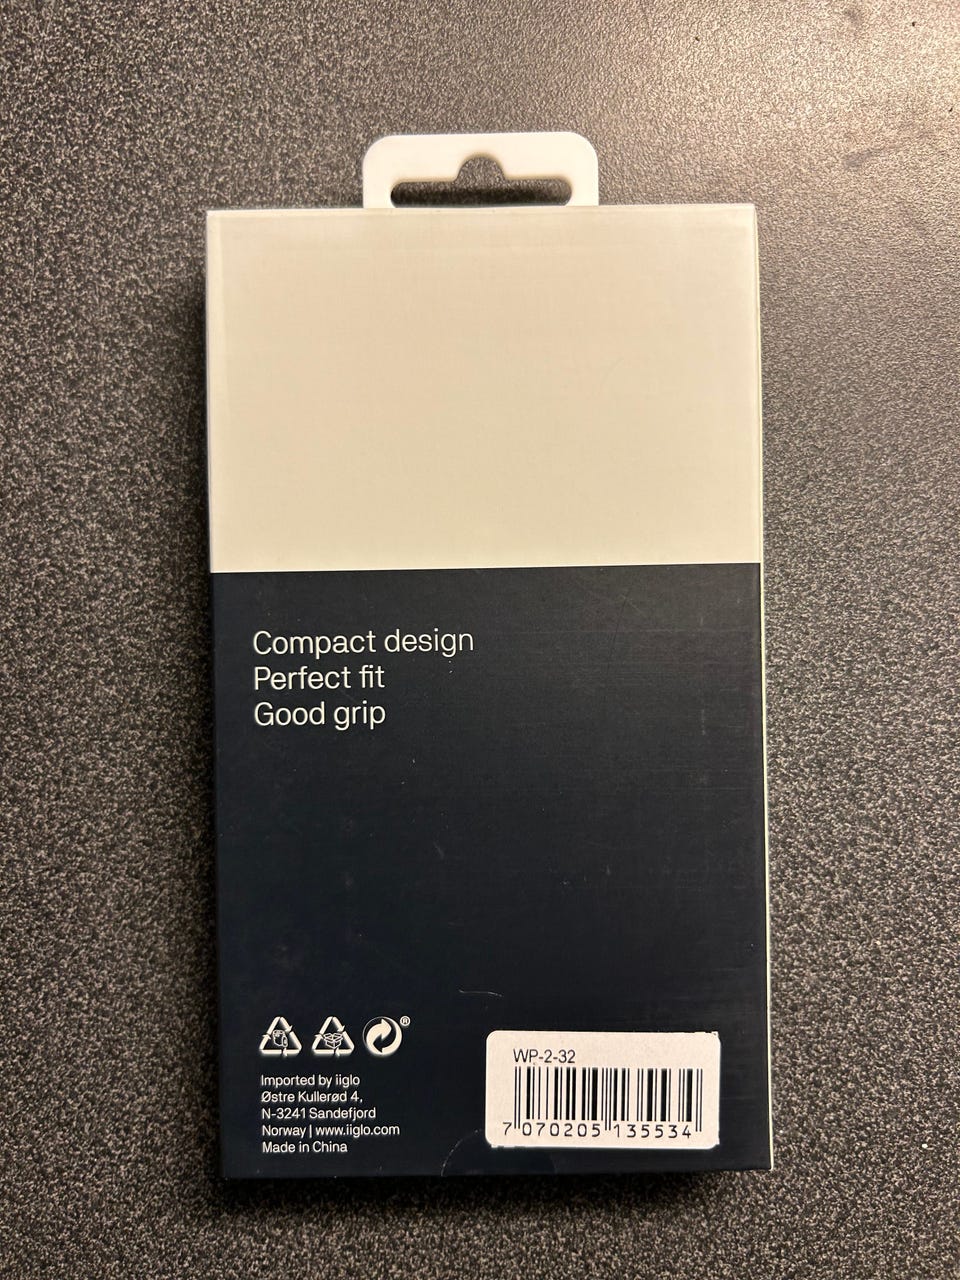 Compact design
Perfect fit
Good grip
®
Imported by iiglo
Østre Kullerød 4,
N-3241 Sandefjord
Norway | www.iiglo.com
Made in China
WP-2-32
7 070205 135534